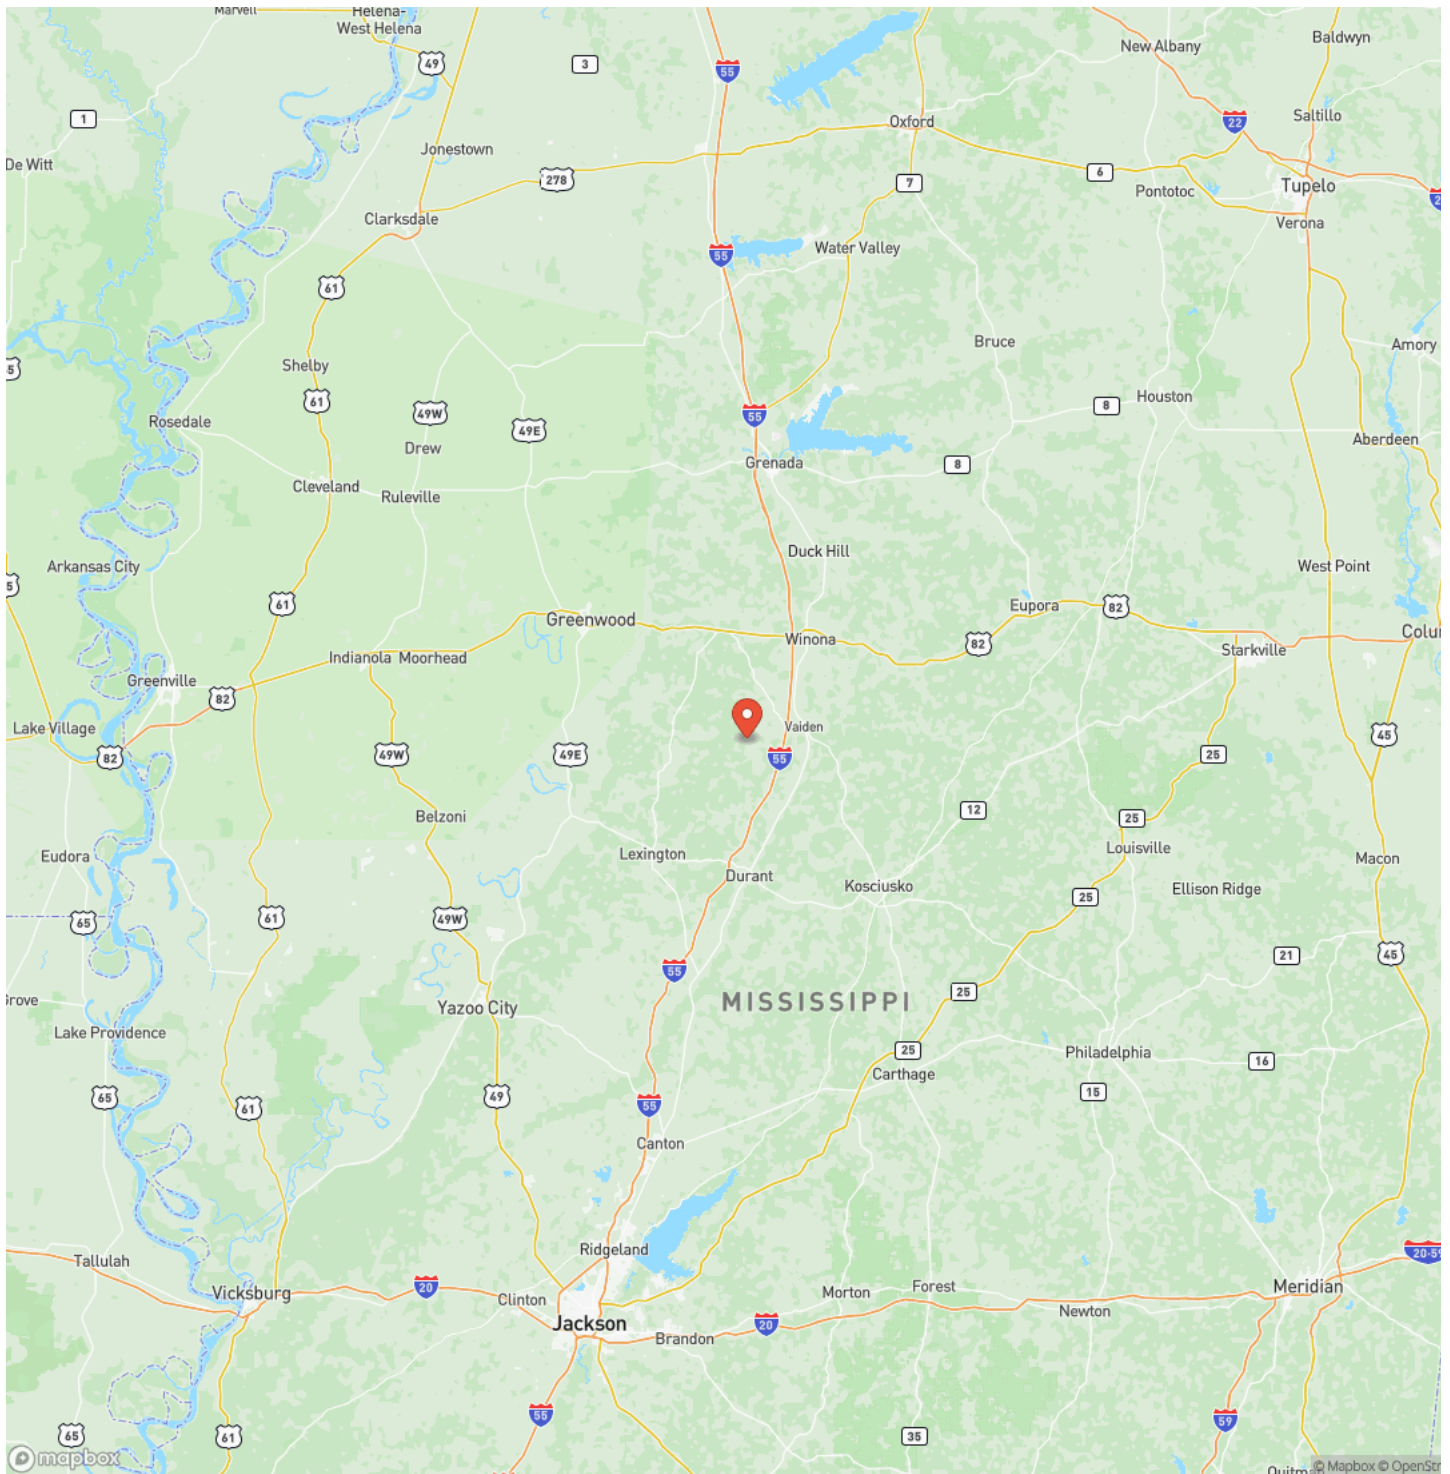 Marvell
Helena-
West Helena
49
3
55
New Albany
Baldwyn
1
Oxford
22
Saltillo
De Witt
Jonestown
278
7
6
Pontotoc
Tupelo
Clarksdale
Verona
55
Water Valley
61
Bruce
Amory
Shelby
61
49W
55
8
Houston
Rosedale
49E
Drew
Aberdeen
Grenada
8
Cleveland
Ruleville
Duck Hill
Arkansas City
West Point
61
Eupora
82
Greenwood
Winona
82
Starkville
Indianola
Moorhead
Greenville
82
Lake Village
Vaiden
45
82
49W
49E
55
25
12
Belzoni
25
Louisville
Lexington
Eudora
Macon
Durant
Kosciusko
Ellison Ridge
25
65
61
49W
21
45
55
25
MISSISSIPPI
Yazoo City
Lake Providence
25
Philadelphia
16
Carthage
65
49
15
61
55
Canton
Ridgeland
20-59
Tallulah
20
Forest
Meridian
Vicksburg
Morton
Clinton
Newton
Jackson
20
Brandon
55
59
65
61
35
mapbox
© Mapbox © OpenStr